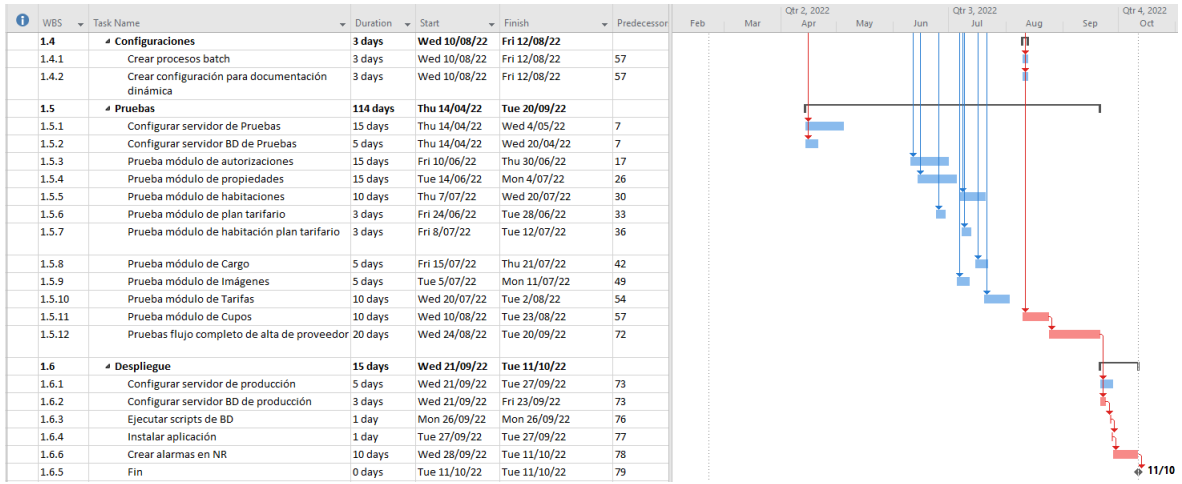 Qtr 2, 2022 Qtr 3, 2022 Qtr 4, 2022
WBS Task Name Duration Start Finish Predecessor Feb Mar Apr May Jun Jul Aug Sep Oct
1.4 Configuraciones 3 days Wed 10/08/22 Fri 12/08/22
1.4.1 Crear procesos batch 3 days Wed 10/08/22 Fri 12/08/22 57
1.4.2 Crear configuración para documentación 3 days Wed 10/08/22 Fri 12/08/22 57
dinámica
1.5 Pruebas 114 days Thu 14/04/22 Tue 20/09/22
1.5.1 Configurar servidor de Pruebas 15 days Thu 14/04/22 Wed 4/05/22 7
1.5.2 Configurar servidor BD de Pruebas 5 days Thu 14/04/22 Wed 20/04/22 7
1.5.3 Prueba módulo de autorizaciones 15 days Fri 10/06/22 Thu 30/06/22 17
1.5.4 Prueba módulo de propiedades 15 days Tue 14/06/22 Mon 4/07/22 26
1.5.5 Prueba módulo de habitaciones 10 days Thu 7/07/22 Wed 20/07/22 30
1.5.6 Prueba módulo de plan tarifario 3 days Fri 24/06/22 Tue 28/06/22 33
1.5.7 Prueba módulo de habitación plan tarifario 3 days Fri 8/07/22 Tue 12/07/22 36
1.5.8 Prueba módulo de Cargo 5 days Fri 15/07/22 Thu 21/07/22 42
1.5.9 Prueba módulo de Imágenes 5 days Tue 5/07/22 Mon 11/07/22 49
1.5.10 Prueba módulo de Tarifas 10 days Wed 20/07/22 Tue 2/08/22 54
1.5.11 Prueba módulo de Cupos 10 days Wed 10/08/22 Tue 23/08/22 57
1.5.12 Pruebas flujo completo de alta de proveedor 20 days Wed 24/08/22 Tue 20/09/22 72
1.6 Despliegue 15 days Wed 21/09/22 Tue 11/10/22
1.6.1 Configurar servidor de producción 5 days Wed 21/09/22 Tue 27/09/22 73
1.6.2 Configurar servidor BD de producción 3 days Wed 21/09/22 Fri 23/09/22 73
1.6.3 Ejecutar scripts de BD 1 day Mon 26/09/22 Mon 26/09/22 76
1.6.4 Instalar aplicación 1 day Tue 27/09/22 Tue 27/09/22 77
1.6.6 Crear alarmas en NR 10 days Wed 28/09/22 Tue 11/10/22 78
1.6.5 Fin 0 days Tue 11/10/22 Tue 11/10/22 79 11/10